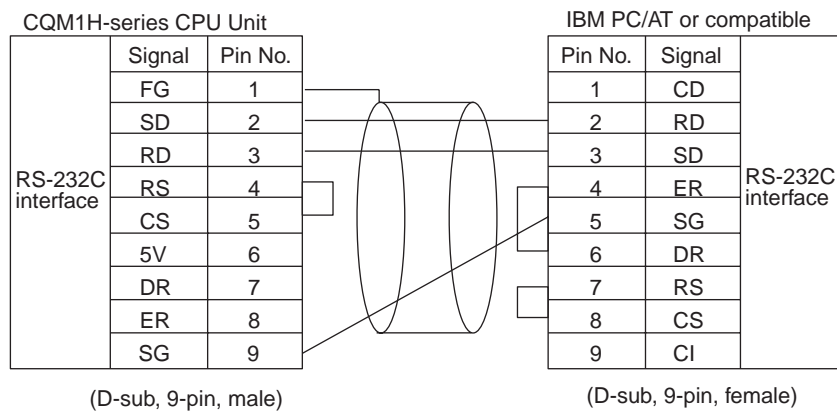 CQM1H-series CPU Unit
IBM PC/AT or compatible
Signal Pin No.
FG 1
SD 2
RD 3
RS 4
CS 5
5V 6
DR 7
ER 8
SG 9
RS-232C
interface
Pin No. Signal
1 CD
2 RD
3 SD
4 ER
5 SG
6 DR
7 RS
8 CS
9 CI
RS-232C
interface
(D-sub, 9-pin, male)
(D-sub, 9-pin, female)